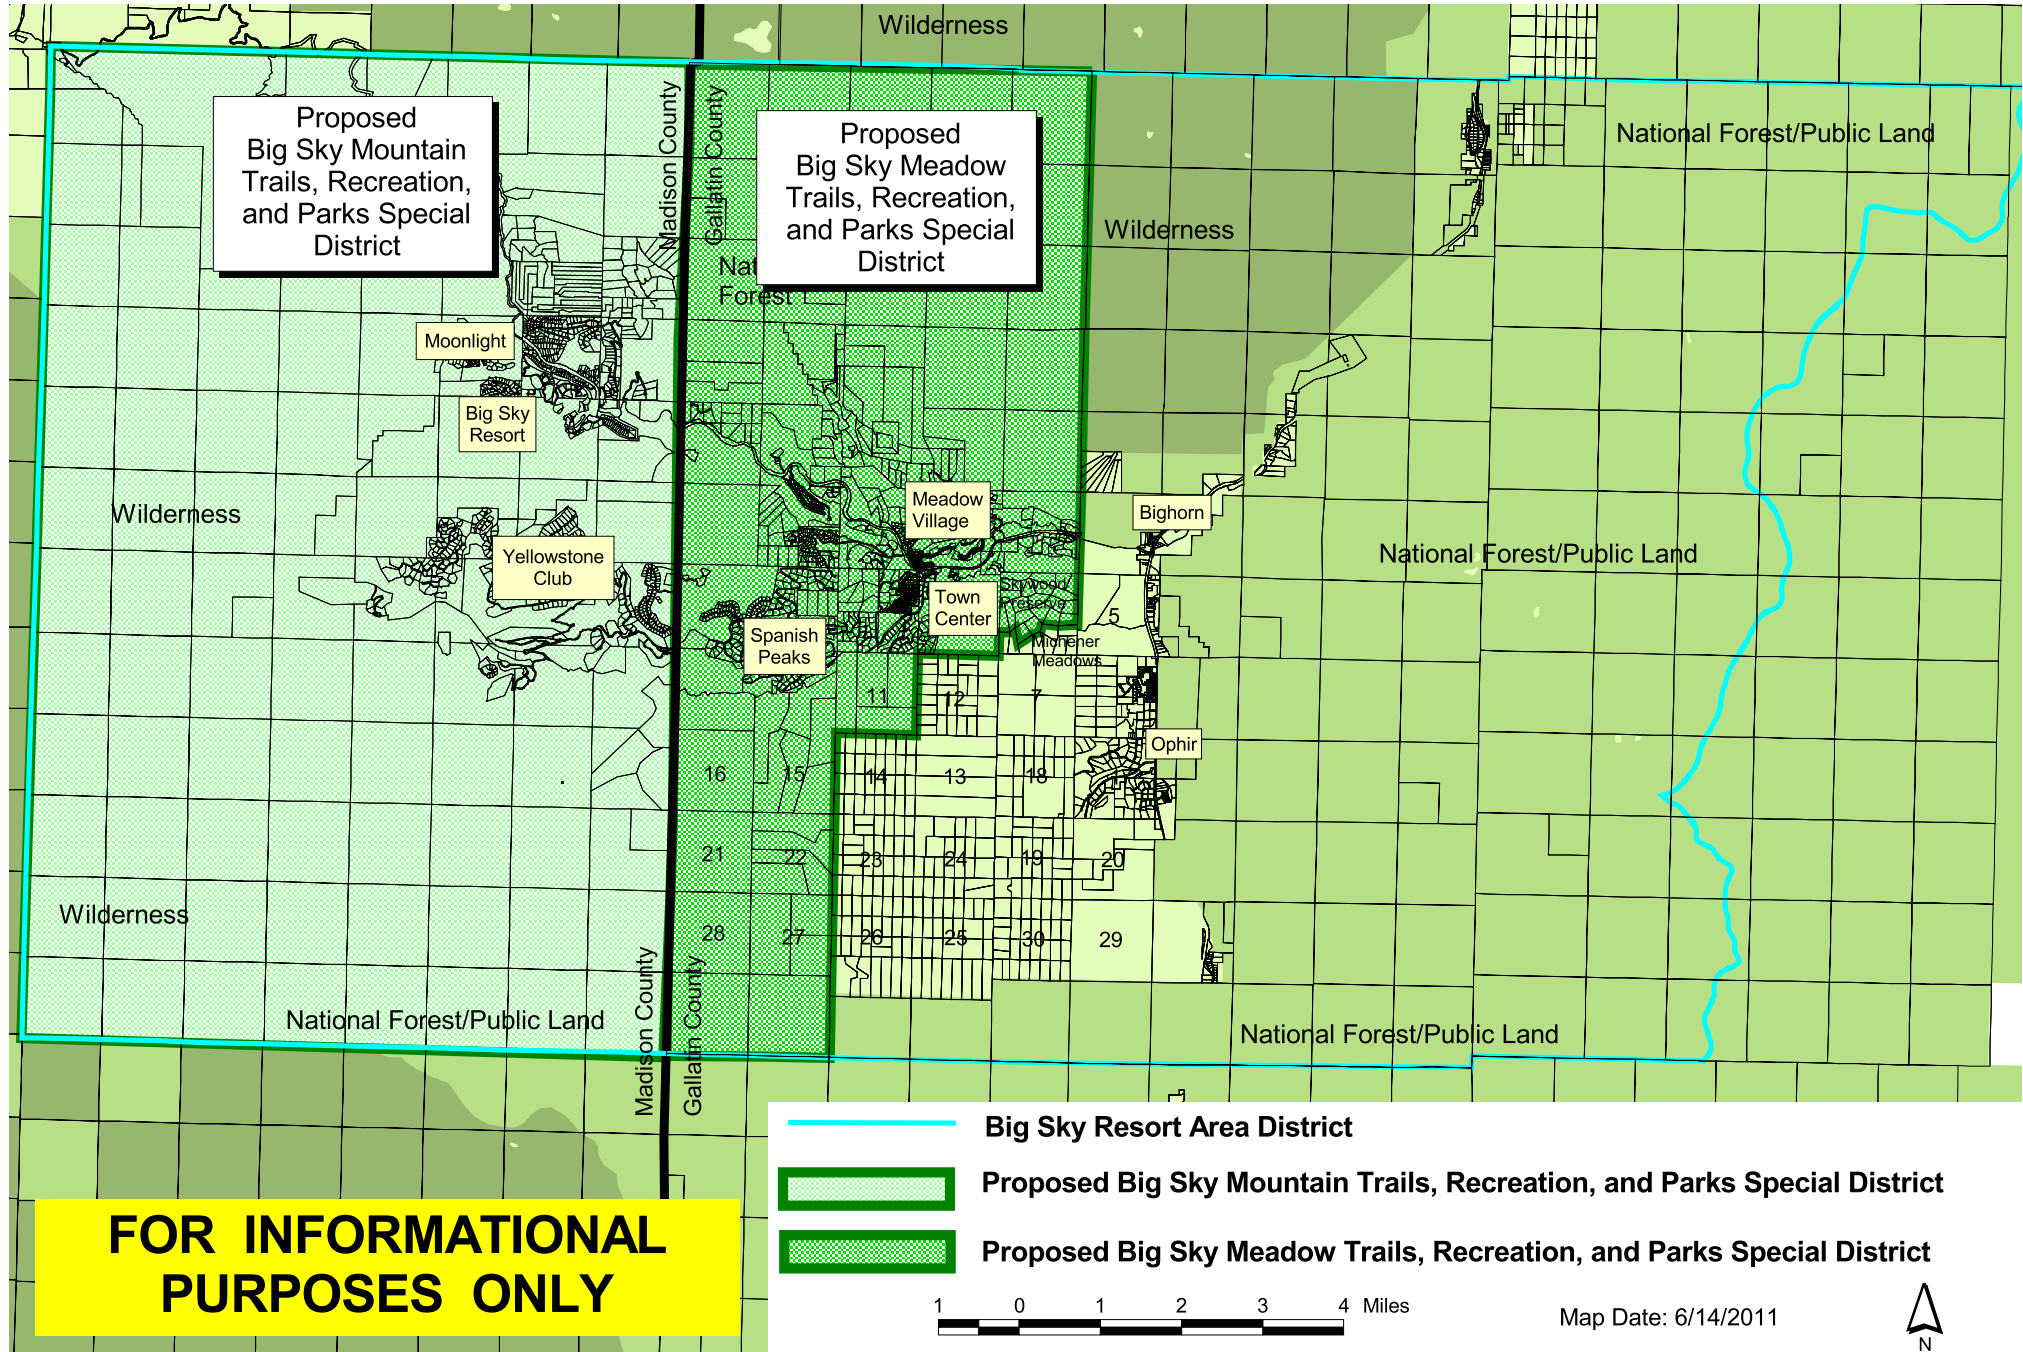 Wilderness
Proposed
Big Sky Mountain
Trails, Recreation,
and Parks Special
District
Madison County
Gallatin County
Proposed
Big Sky Meadow
Trails, Recreation,
and Parks Special
District
National Forest/Public Land
Wilderness
Forest
Moonlight
Big Sky
Resort
Wilderness
Meadow
Village
Bighorn
Yellowstone
Club
National Forest/Public Land
Skywood/
Preserve
Town
Center
5
Spanish
Peaks
Michener
Meadows
11
12
7
Ophir
16
15
14
13
18
21
22
23
24
19
20
Wilderness
28
27
26
25
30
29
National Forest/Public Land
Madison County
Gallatin County
National Forest/Public Land
Big Sky Resort Area District
Proposed Big Sky Mountain Trails, Recreation, and Parks Special District
Proposed Big Sky Meadow Trails, Recreation, and Parks Special District
FOR INFORMATIONAL
PURPOSES ONLY
1 0 1 2 3 4 Miles
Map Date: 6/14/2011
N